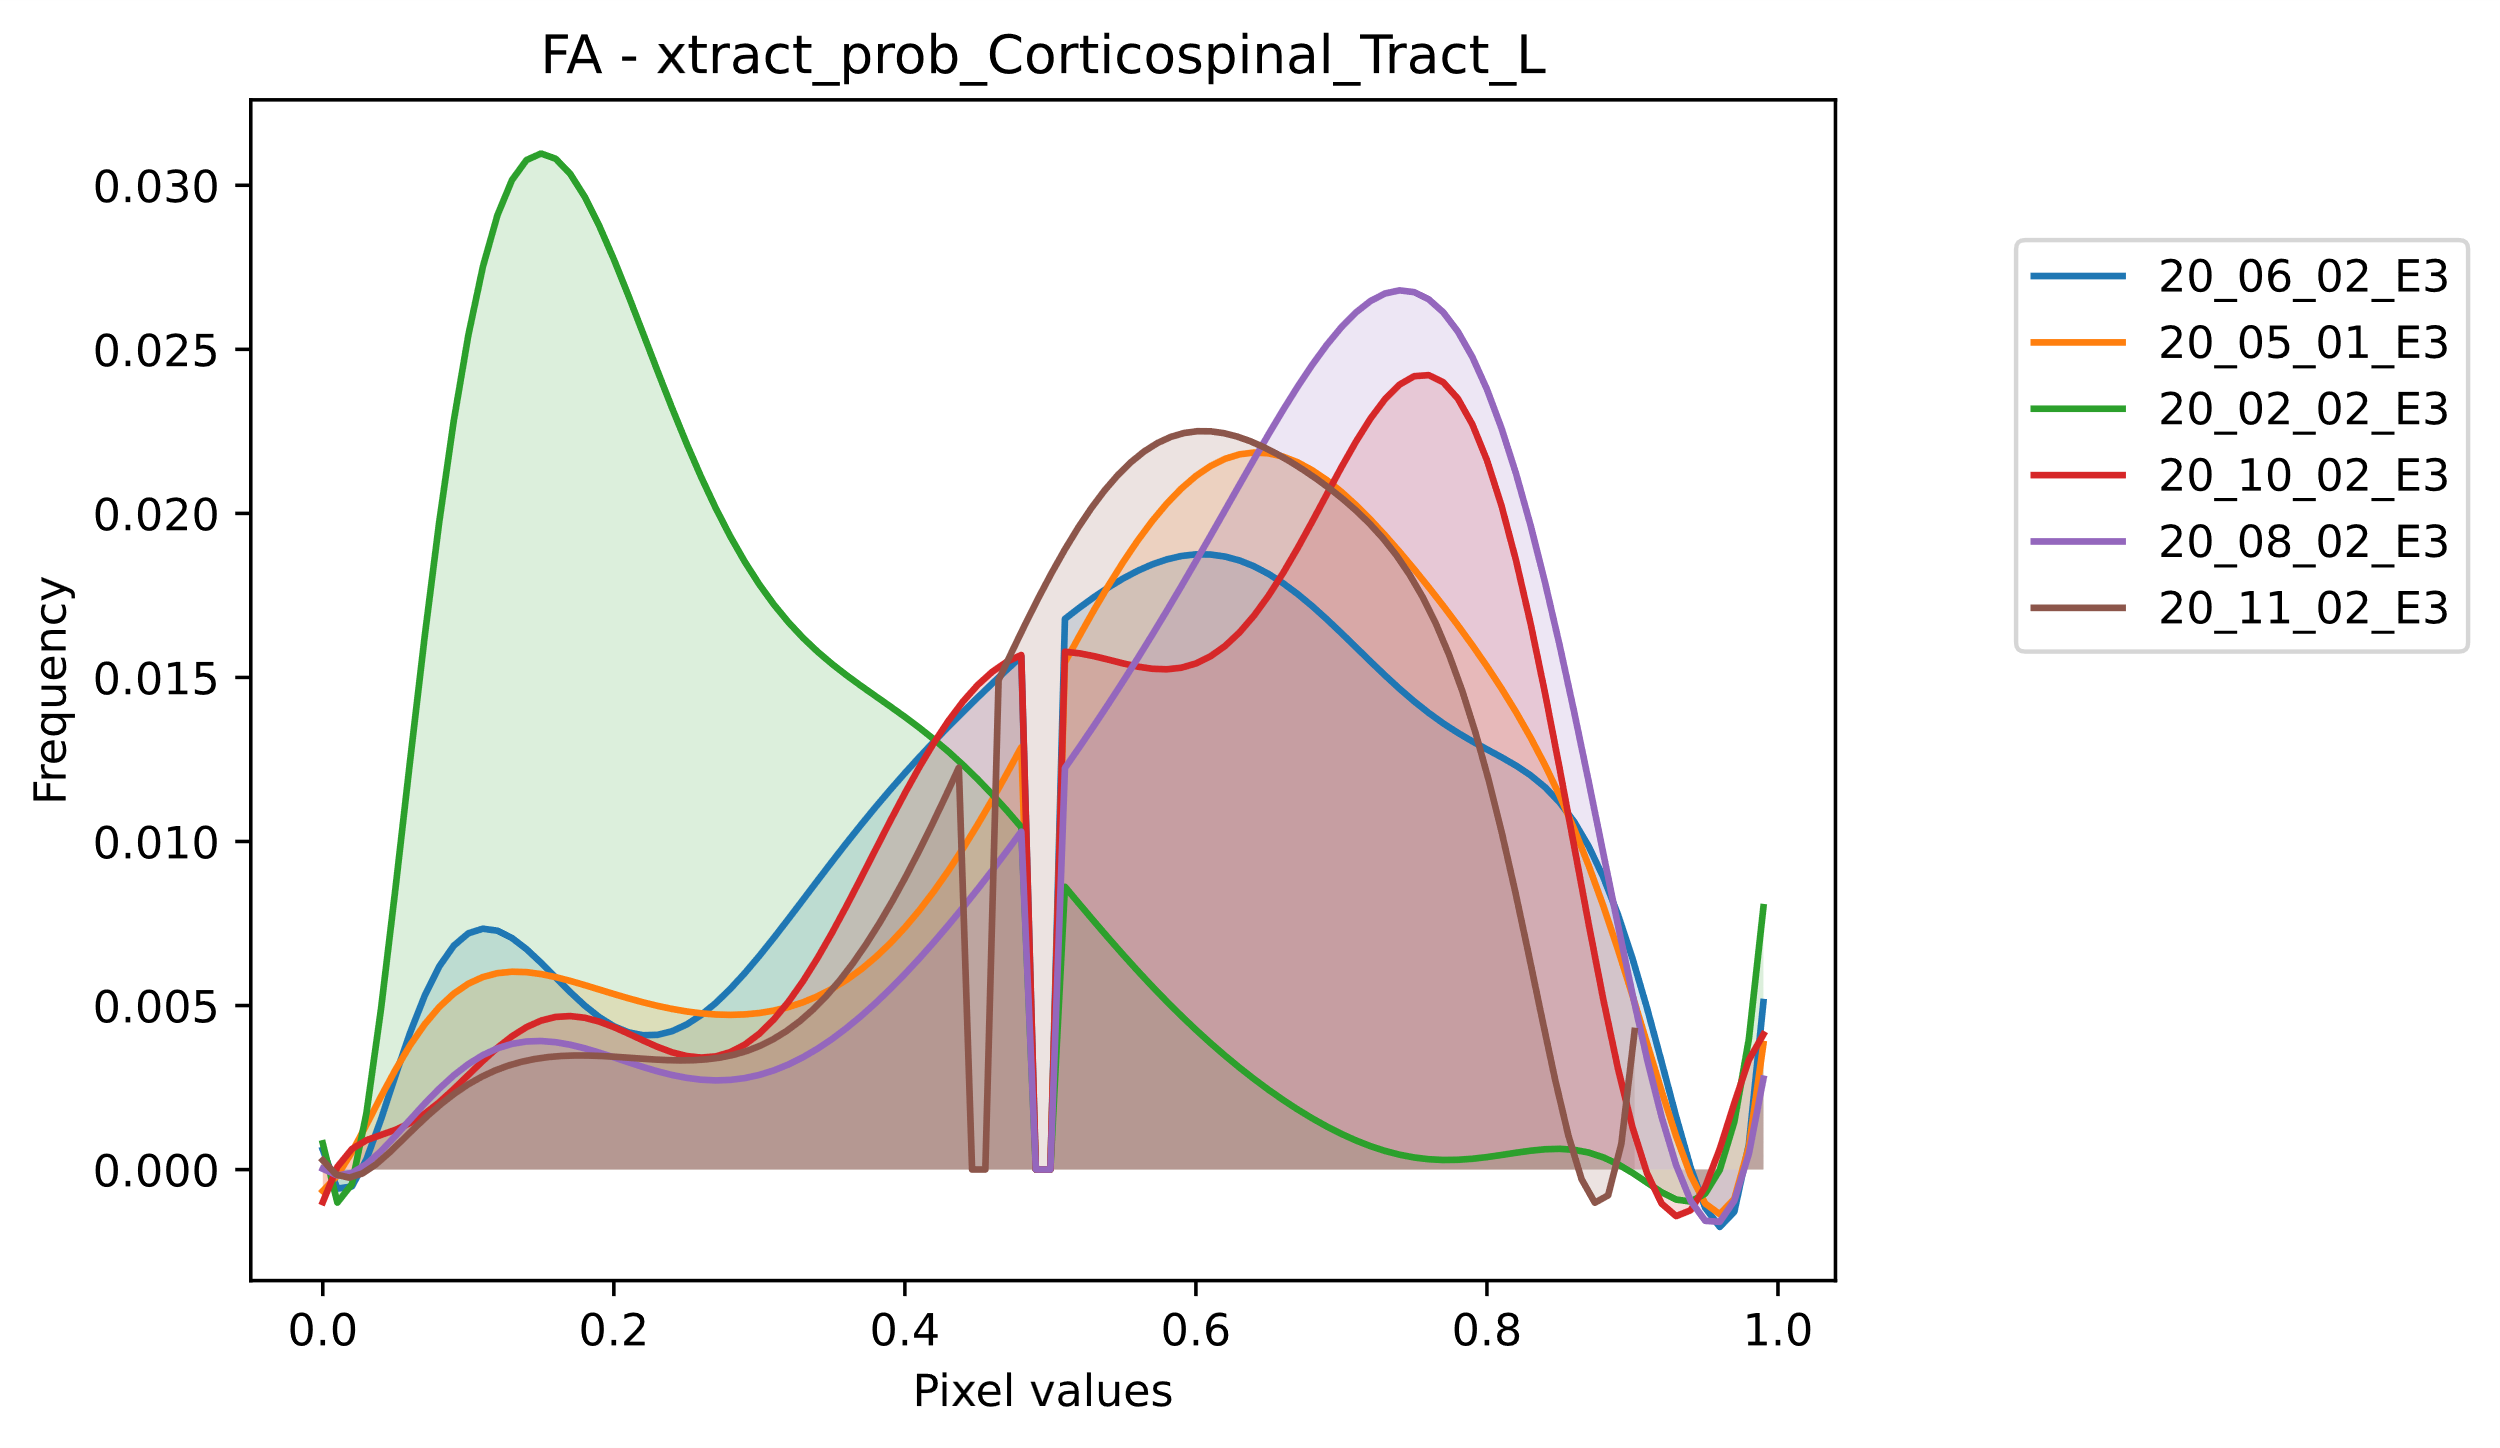 FA - xtract_prob_Corticospinal_Tract_L
Frequency
0.030
0.025
0.020
0.015
0.010
0.005
0.000
0.0 0.2 0.4 0.6 0.8 1.0
Pixel values
20_06_02_E3
20_05_01_E3
20_02_02_E3
20_10_02_E3
20_08_02_E3
20_11_02_E3